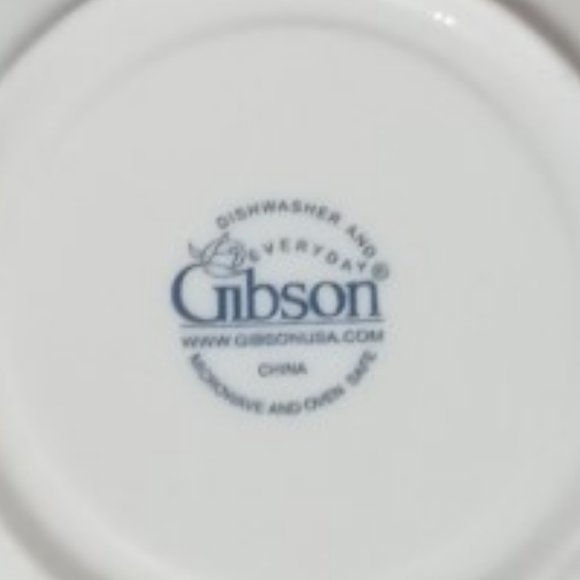 DISHWASHER AND
EVERYDAY
Gibson®
WWW.GIBSONUSA.COM
CHINA
MICROWAVE AND OVEN SAFE